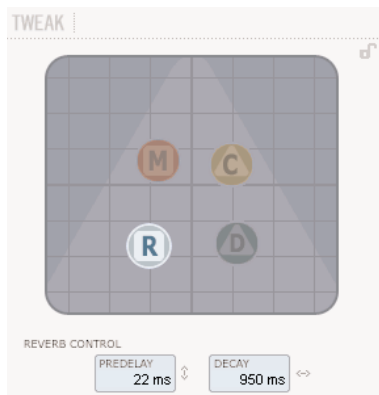 TWEAK
M C
R D
REVERB CONTROL
PREDELAY DECAY
22 ms 950 ms